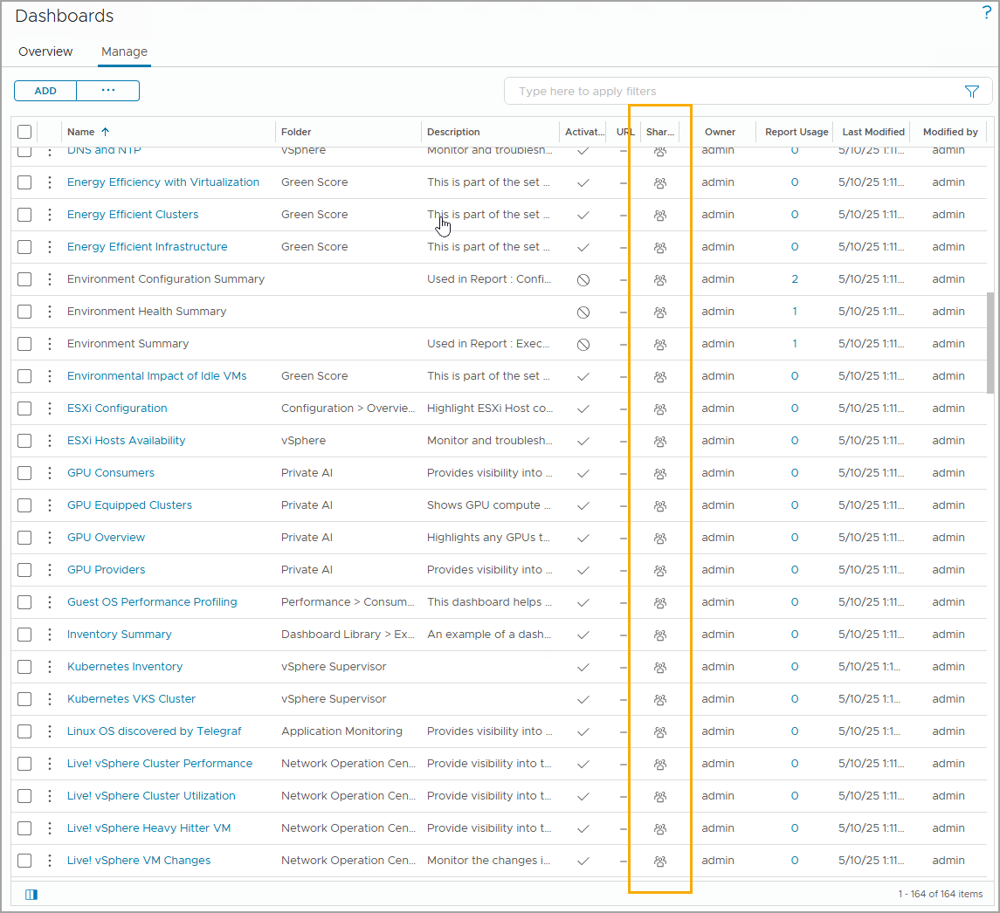 Dashboards
?
Overview Manage
ADD ...
Type here to apply filters
Name Folder Description Activat... URL Shar... Owner Report Usage Last Modified Modified by
DNS and NTP vSphere Monitor and troublesh... – admin 0 5/10/25 1:11... admin
Energy Efficiency with Virtualization Green Score This is part of the set ... – admin 0 5/10/25 1:11... admin
Energy Efficient Clusters Green Score This is part of the set ... – admin 0 5/10/25 1:11... admin
Energy Efficient Infrastructure Green Score This is part of the set ... – admin 0 5/10/25 1:11... admin
Environment Configuration Summary Used in Report : Confi... – admin 2 5/10/25 1:11... admin
Environment Health Summary – admin 1 5/10/25 1:11... admin
Environment Summary Used in Report : Exec... – admin 1 5/10/25 1:11... admin
Environmental Impact of Idle VMs Green Score This is part of the set ... – admin 0 5/10/25 1:11... admin
ESXi Configuration Configuration > Overvie... Highlight ESXi Host co... – admin 0 5/10/25 1:11... admin
ESXi Hosts Availability vSphere Monitor and troublesh... – admin 0 5/10/25 1:11... admin
GPU Consumers Private AI Provides visibility into ... – admin 0 5/10/25 1:11... admin
GPU Equipped Clusters Private AI Shows GPU compute ... – admin 0 5/10/25 1:11... admin
GPU Overview Private AI Highlights any GPUs t... – admin 0 5/10/25 1:11... admin
GPU Providers Private AI Provides visibility into ... – admin 0 5/10/25 1:11... admin
Guest OS Performance Profiling Performance > Consum... This dashboard helps ... – admin 0 5/10/25 1:11... admin
Inventory Summary Dashboard Library > Ex... An example of a dash... – admin 0 5/10/25 1:11... admin
Kubernetes Inventory vSphere Supervisor – admin 0 5/10/25 1:1... admin
Kubernetes VKS Cluster vSphere Supervisor – admin 0 5/10/25 1:1... admin
Linux OS discovered by Telegraf Application Monitoring Provides visibility into ... – admin 0 5/10/25 1:11... admin
Live! vSphere Cluster Performance Network Operation Cen... Provide visibility into t... – admin 0 5/10/25 1:11... admin
Live! vSphere Cluster Utilization Network Operation Cen... Provide visibility into t... – admin 0 5/10/25 1:11... admin
Live! vSphere Heavy Hitter VM Network Operation Cen... Provide visibility into t... – admin 0 5/10/25 1:11... admin
Live! vSphere VM Changes Network Operation Cen... Monitor the changes i... – admin 0 5/10/25 1:11... admin
1 - 164 of 164 items